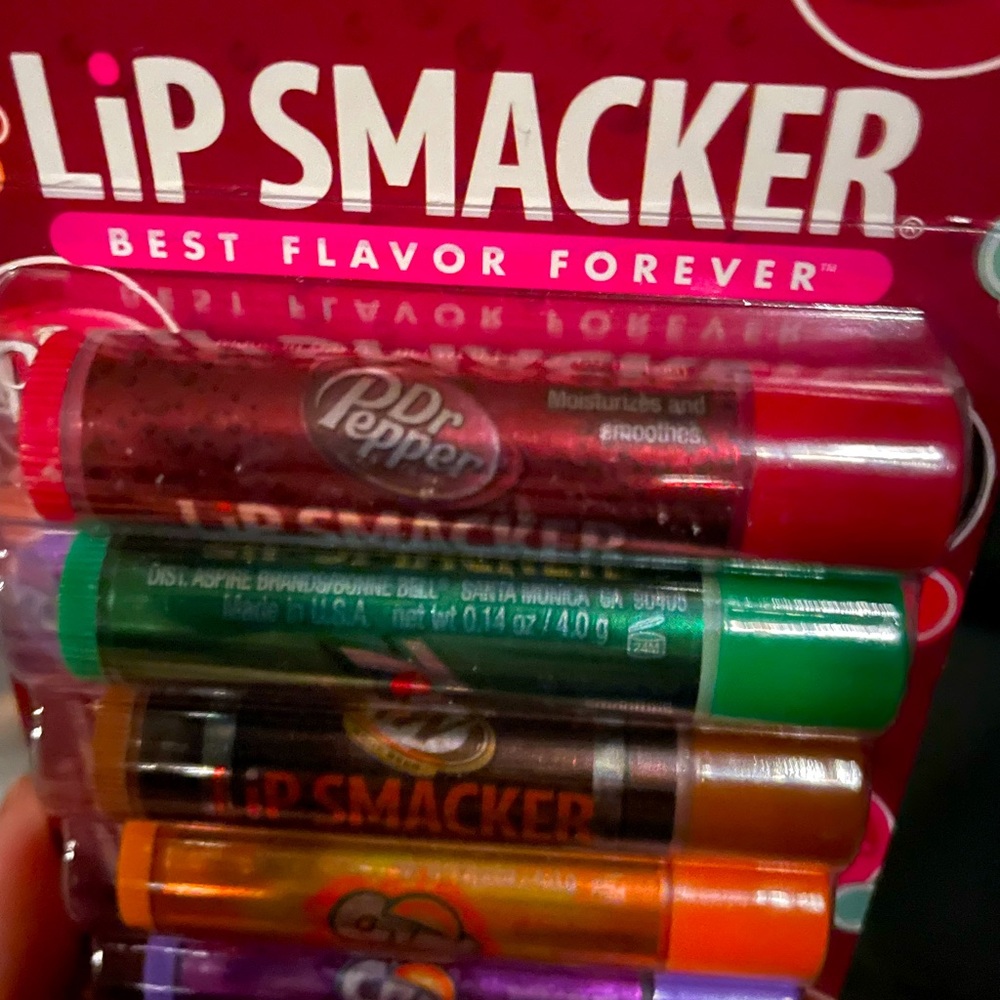 LiP SMACKER®
BEST FLAVOR FOREVER™
Dr
Pepper
Moisturizes and
smoothes
LiP SMACKER
DIST. ASPIRE BRANDS/BONNE BELL SANTA MONICA CA 90405
Made in U.S.A. net wt 0.14 oz / 4.0 g
24M
LiP SMACKER